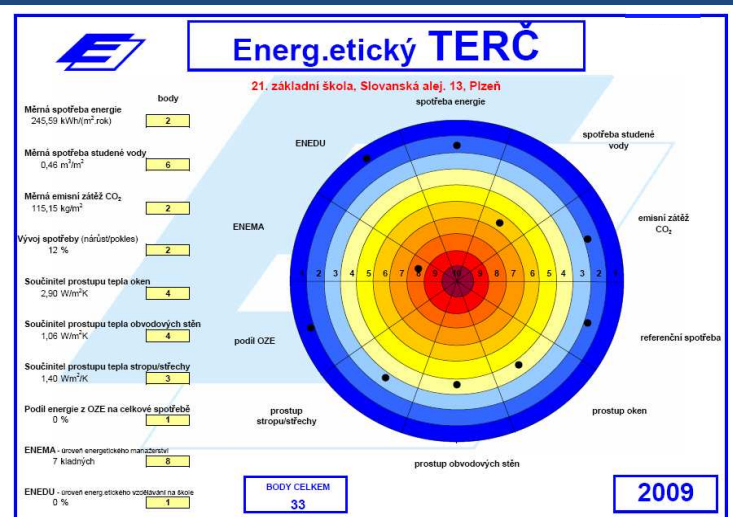 Energ.etický TERČ
21. základní škola, Slovanská alej. 13, Plzeň
body
Měrná spotřeba energie
245,59 kWh/(m².rok) 2
Měrná spotřeba studené vody
0,46 m³/m² 6
Měrná emisní zátěž CO₂
115,15 kg/m² 2
Vývoj spotřeby (nárůst/pokles)
12 % 2
Součinitel prostupu tepla oken
2,90 W/m²K 4
Součinitel prostupu tepla obvodových stěn
1,06 W/m²K 4
Součinitel prostupu tepla stropu/střechy
1,40 Wm²/K 3
Podíl energie z OZE na celkové spotřebě
0 % 1
ENEMA - úroveň energetického manažerství
7 kladných 8
ENEDU - úroveň energ.etického vzdělávání na škole
0 % 1
spotřeba energie
spotřeba studené
vody
emisní zátěž
CO₂
referenční spotřeba
prostup oken
prostup obvodových stěn
prostup
stropu/střechy
podíl OZE
ENEMA
ENEDU
1 2 3 4 5 6 7 8 9 10 9 8 7 6 5 4 3 2 1
BODY CELKEM
33
2009